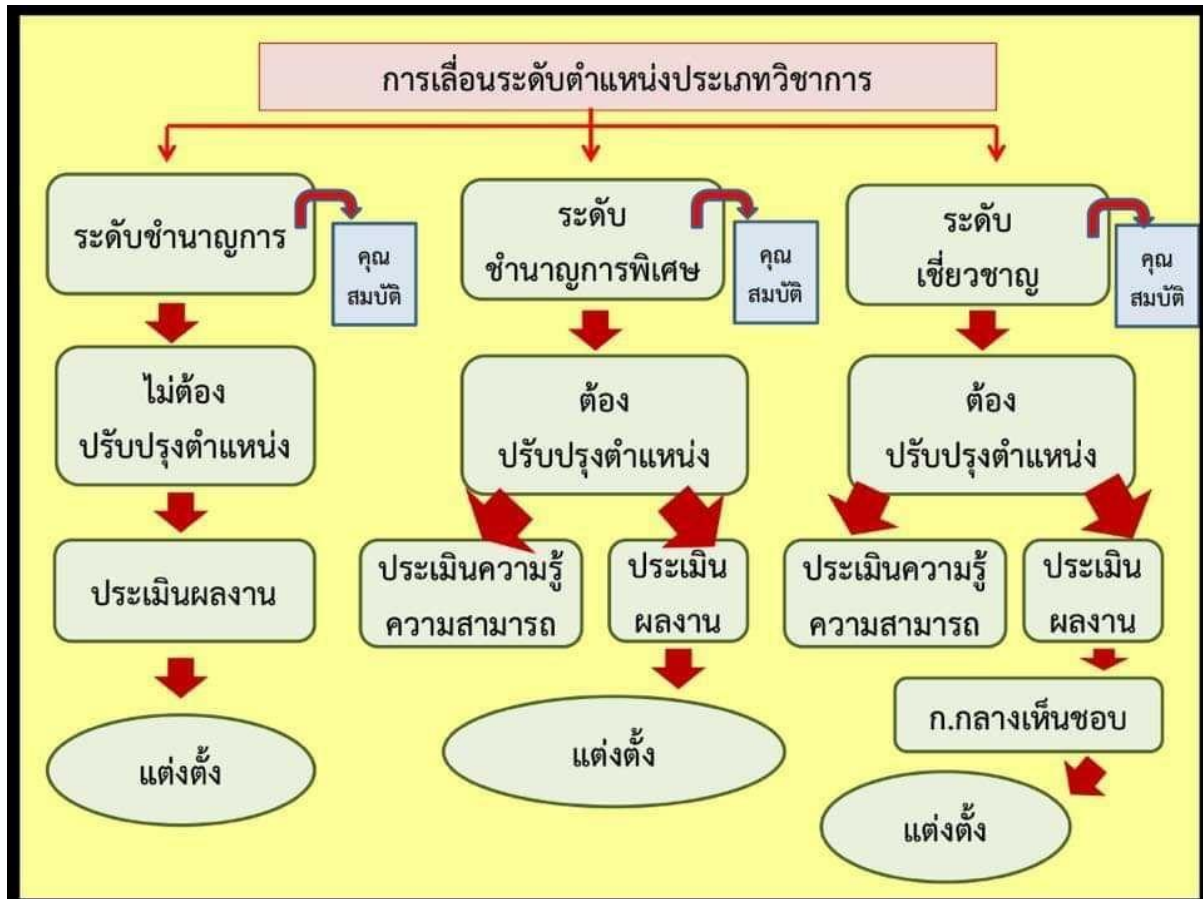 การเลื่อนระดับตำแหน่งประเภทวิชาการ
ระดับชำนาญการ
คุณ
สมบัติ
ไม่ต้อง
ปรับปรุงตำแหน่ง
ประเมินผลงาน
แต่งตั้ง
ระดับ
ชำนาญการพิเศษ
คุณ
สมบัติ
ต้อง
ปรับปรุงตำแหน่ง
ประเมินความรู้
ความสามารถ
ประเมิน
ผลงาน
แต่งตั้ง
ระดับ
เชี่ยวชาญ
คุณ
สมบัติ
ต้อง
ปรับปรุงตำแหน่ง
ประเมินความรู้
ความสามารถ
ประเมิน
ผลงาน
ก.กลางเห็นชอบ
แต่งตั้ง